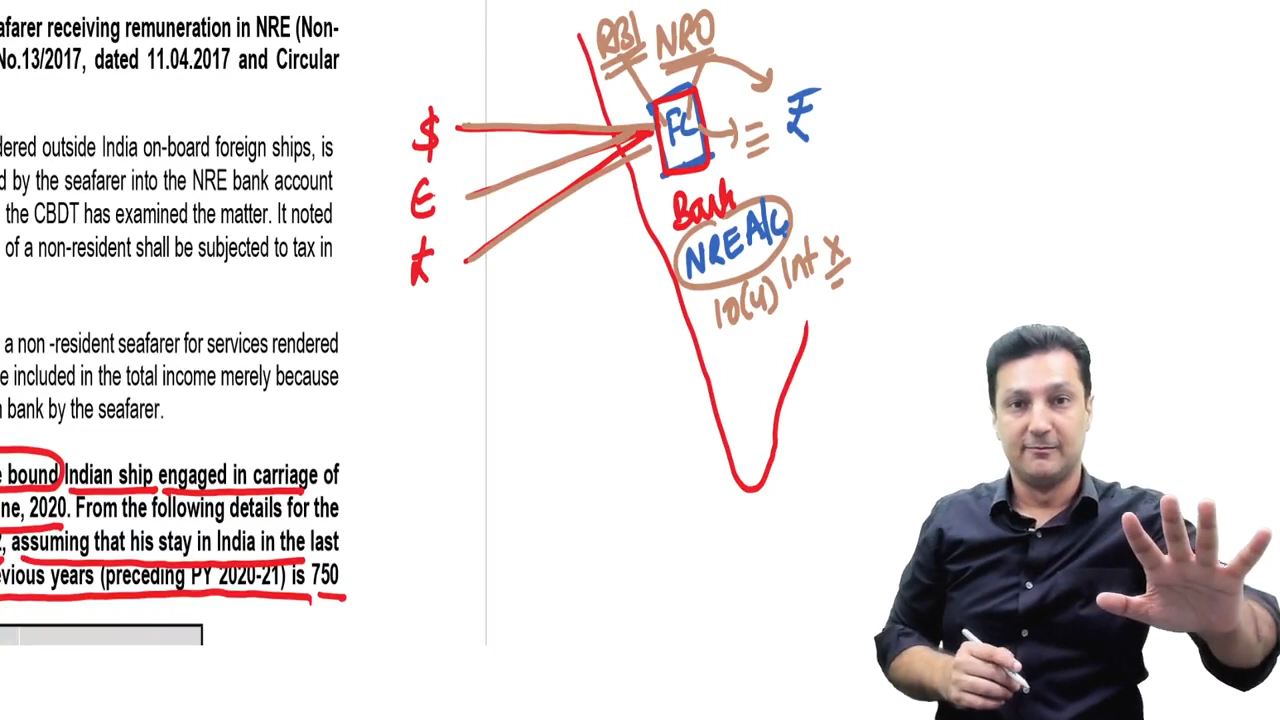 afarer receiving remuneration in NRE (Non-
No.13/2017, dated 11.04.2017 and Circular
dered outside India on-board foreign ships, is
d by the seafarer into the NRE bank account
the CBDT has examined the matter. It noted
of a non-resident shall be subjected to tax in
a non -resident seafarer for services rendered
e included in the total income merely because
n bank by the seafarer.
e bound Indian ship engaged in carriage of
ne, 2020. From the following details for the
2, assuming that his stay in India in the last
evious years (preceding PY 2020-21) is 750
RBI NRO
$
FC
₹
€
Bank
NRE A/C
10(4) Int X